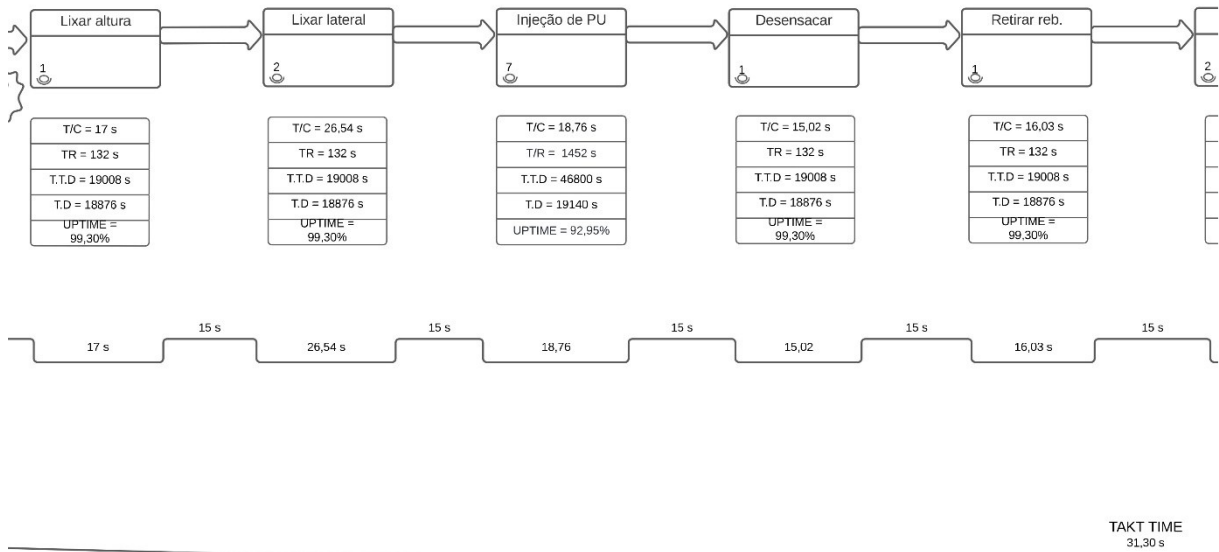 Lixar altura
1
T/C = 17 s
TR = 132 s
T.T.D = 19008 s
T.D = 18876 s
UPTIME =
99,30%
Lixar lateral
2
T/C = 26,54 s
TR = 132 s
T.T.D = 19008 s
T.D = 18876 s
UPTIME =
99,30%
Injeção de PU
7
T/C = 18,76 s
T/R = 1452 s
T.T.D = 46800 s
T.D = 19140 s
UPTIME = 92,95%
Desensacar
1
T/C = 15,02 s
TR = 132 s
T.T.D = 19008 s
T.D = 18876 s
UPTIME =
99,30%
Retirar reb.
1
T/C = 16,03 s
TR = 132 s
T.T.D = 19008 s
T.D = 18876 s
UPTIME =
99,30%
2
17 s
15 s
26,54 s
15 s
18,76
15 s
15,02
15 s
16,03 s
15 s
TAKT TIME
31,30 s